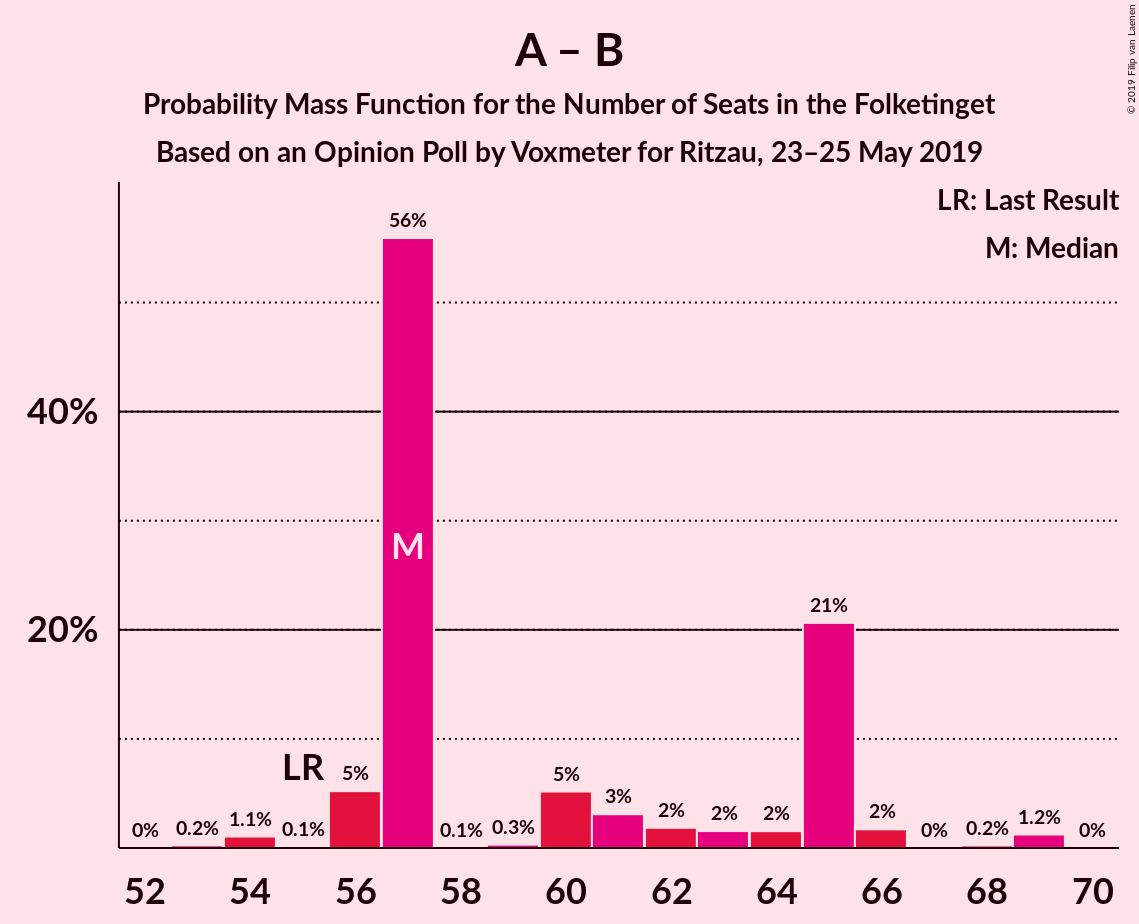 A – B
Probability Mass Function for the Number of Seats in the Folketinget
Based on an Opinion Poll by Voxmeter for Ritzau, 23–25 May 2019
© 2019 Filip van Laenen
LR: Last Result
M: Median
40%
20%
0% 0.2% 1.1% 0.1% 5% 56% 0.1% 0.3% 5% 3% 2% 2% 2% 21% 2% 0% 0.2% 1.2% 0%
LR
M
52 54 56 58 60 62 64 66 68 70